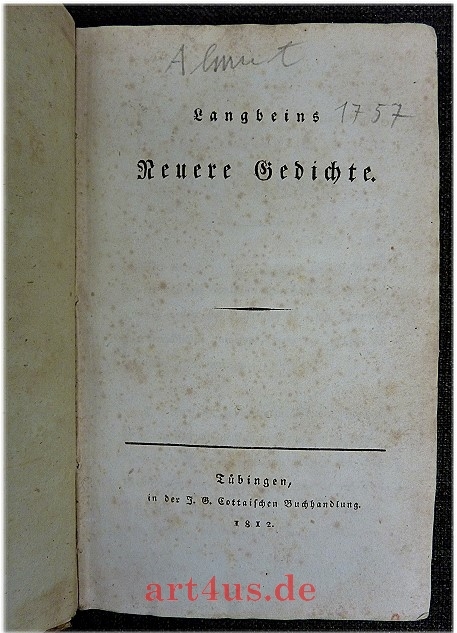 Almut
Langbeins 1757
Neuere Gedichte.
Tübingen,
in der J. G. Cottaischen Buchhandlung.
1812.
art4us.de